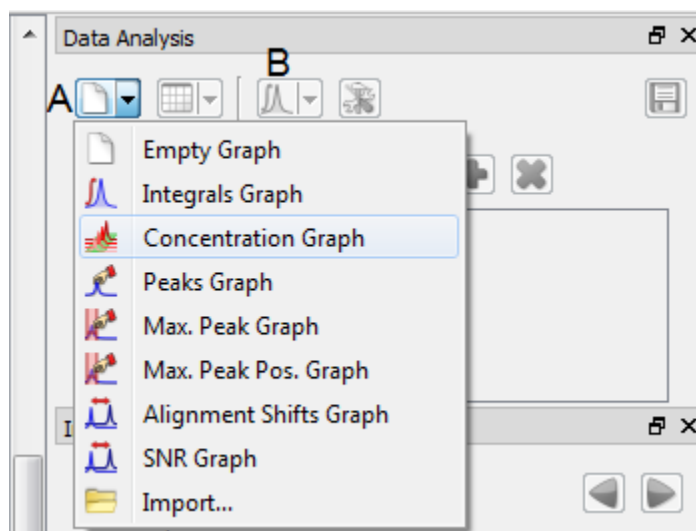 Data Analysis
B
A
Empty Graph
Integrals Graph
Concentration Graph
Peaks Graph
Max. Peak Graph
Max. Peak Pos. Graph
Alignment Shifts Graph
SNR Graph
Import...